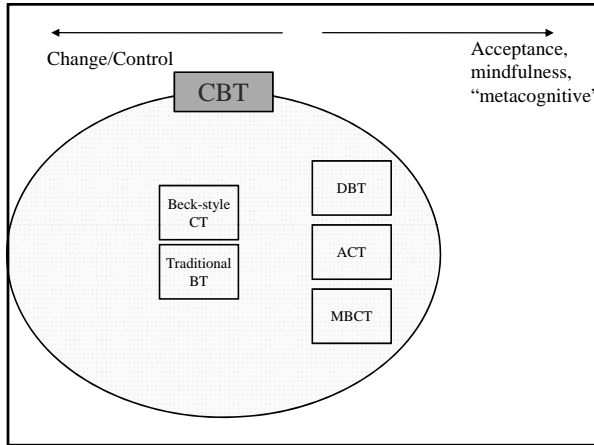 Change/Control
Acceptance,
mindfulness,
“metacognitive”
CBT
Beck-style
CT
Traditional
BT
DBT
ACT
MBCT